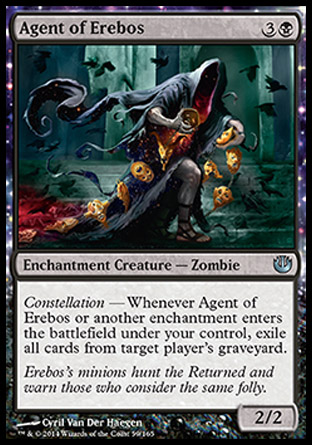 Agent of Erebos 3
Enchantment Creature — Zombie
Constellation — Whenever Agent of
Erebos or another enchantment enters
the battlefield under your control, exile
all cards from target player's graveyard.
Erebos's minions hunt the Returned and
warn those who consider the same folly.
Cyril Van Der Haegen
™ & © 2014 Wizards of the Coast 59/165
2/2